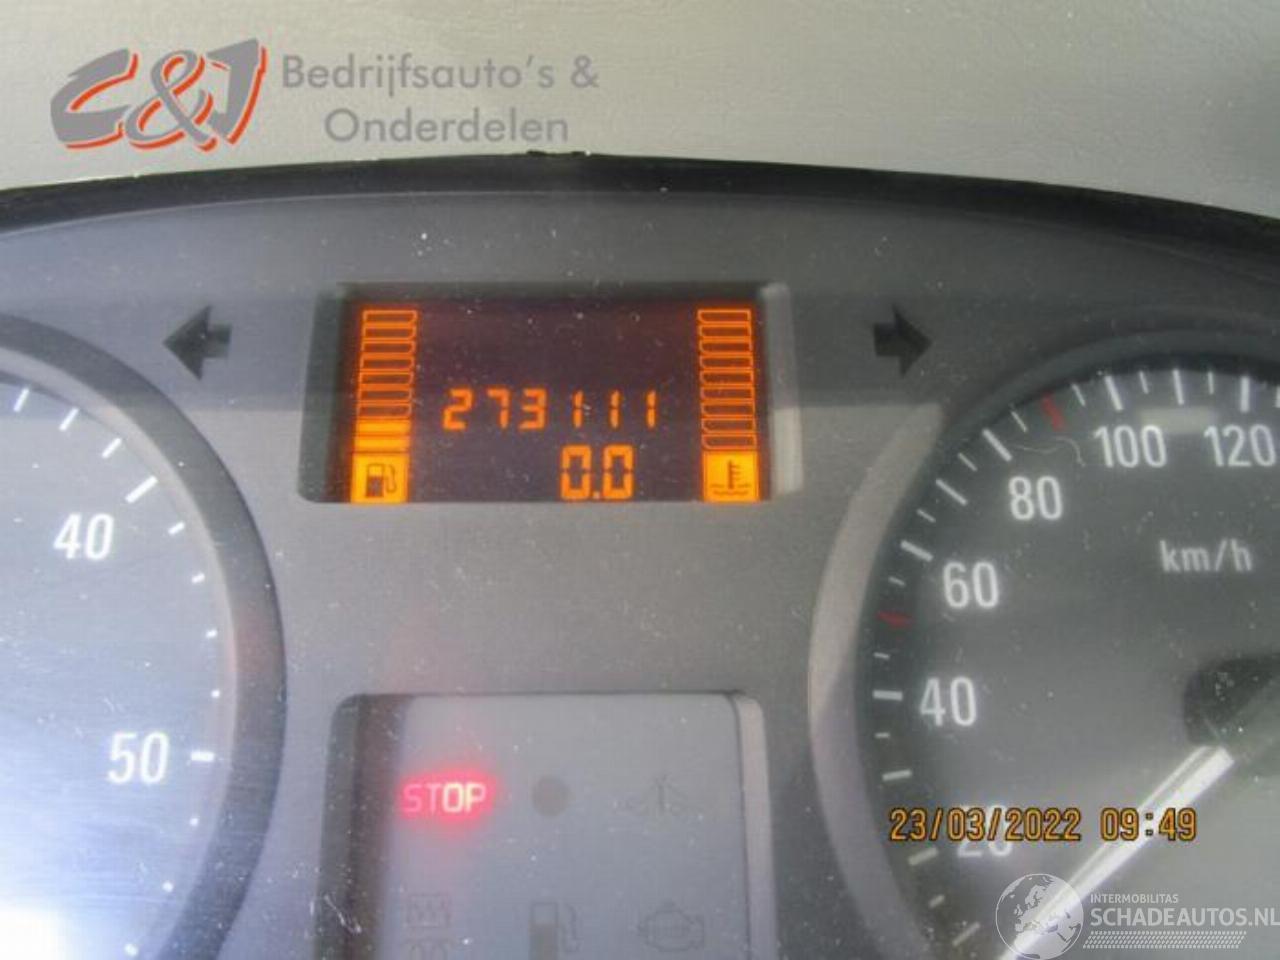 C&J Bedrijfsauto's &
Onderdelen
273111
0.0
40
50
100
120
80
km/h
60
40
20
STOP
23/03/2022 09:49
INTERMOBILITAS
SCHADEAUTOS.NL